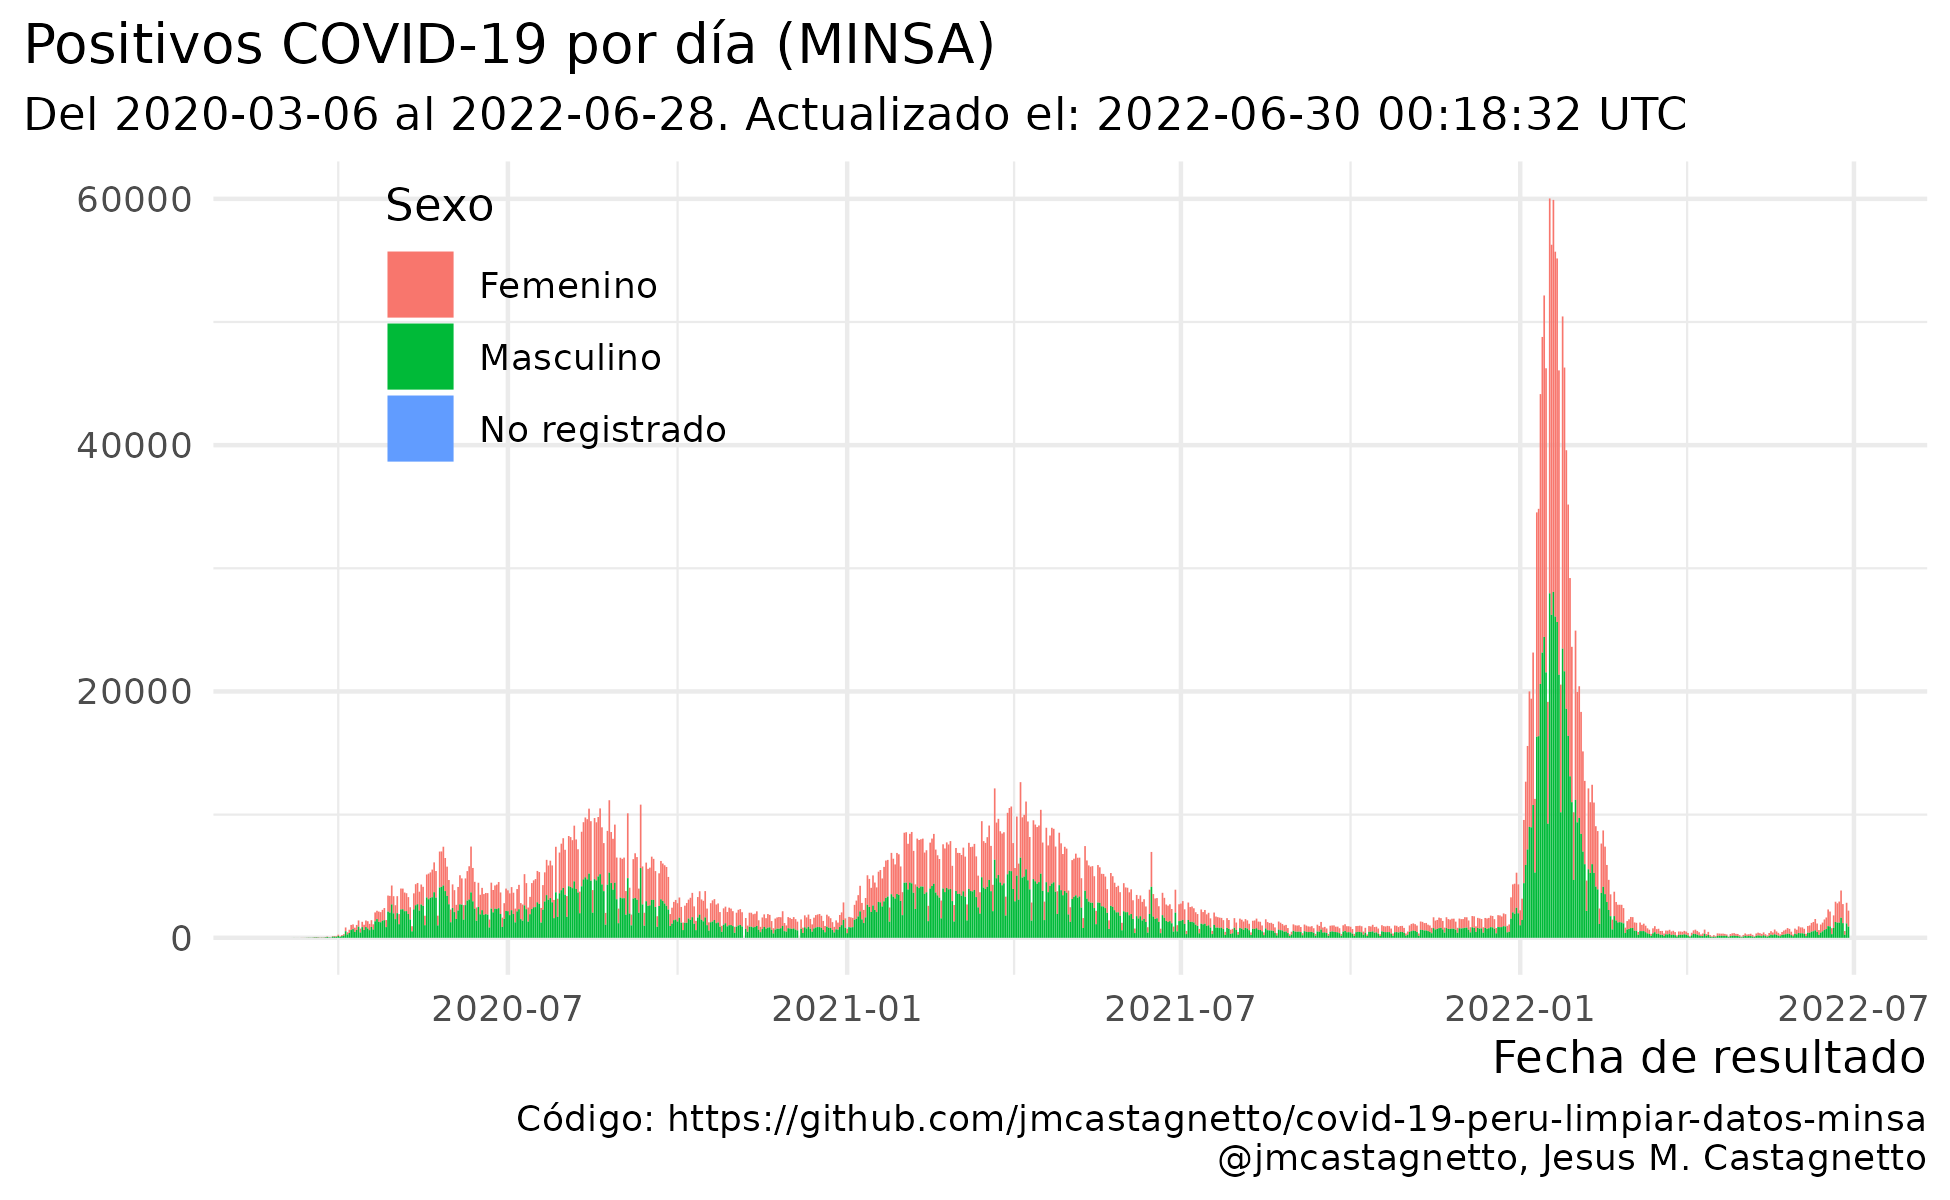 Positivos COVID-19 por día (MINSA)
Del 2020-03-06 al 2022-06-28. Actualizado el: 2022-06-30 00:18:32 UTC
60000
40000
20000
0
Sexo
Femenino
Masculino
No registrado
2020-07
2021-01
2021-07
2022-01
2022-07
Fecha de resultado
Código: https://github.com/jmcastagnetto/covid-19-peru-limpiar-datos-minsa
@jmcastagnetto, Jesus M. Castagnetto